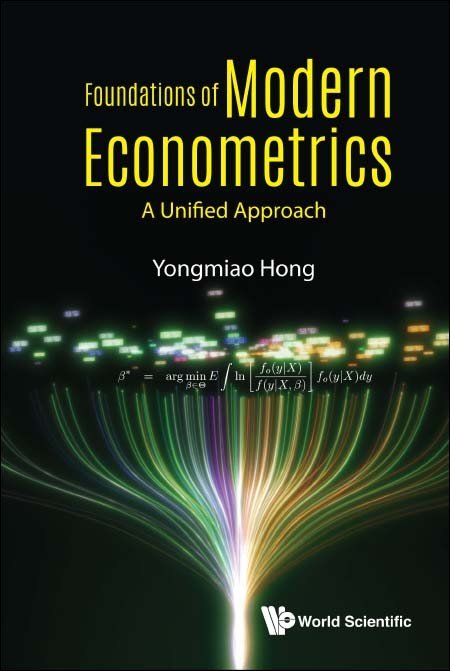 Foundations of Modern
Econometrics
A Unified Approach
Yongmiao Hong
β* = arg min E ∫ ln [ f₀(y|X) / f(y|X, β) ] f₀(y|X)dy
β∈Θ
World Scientific